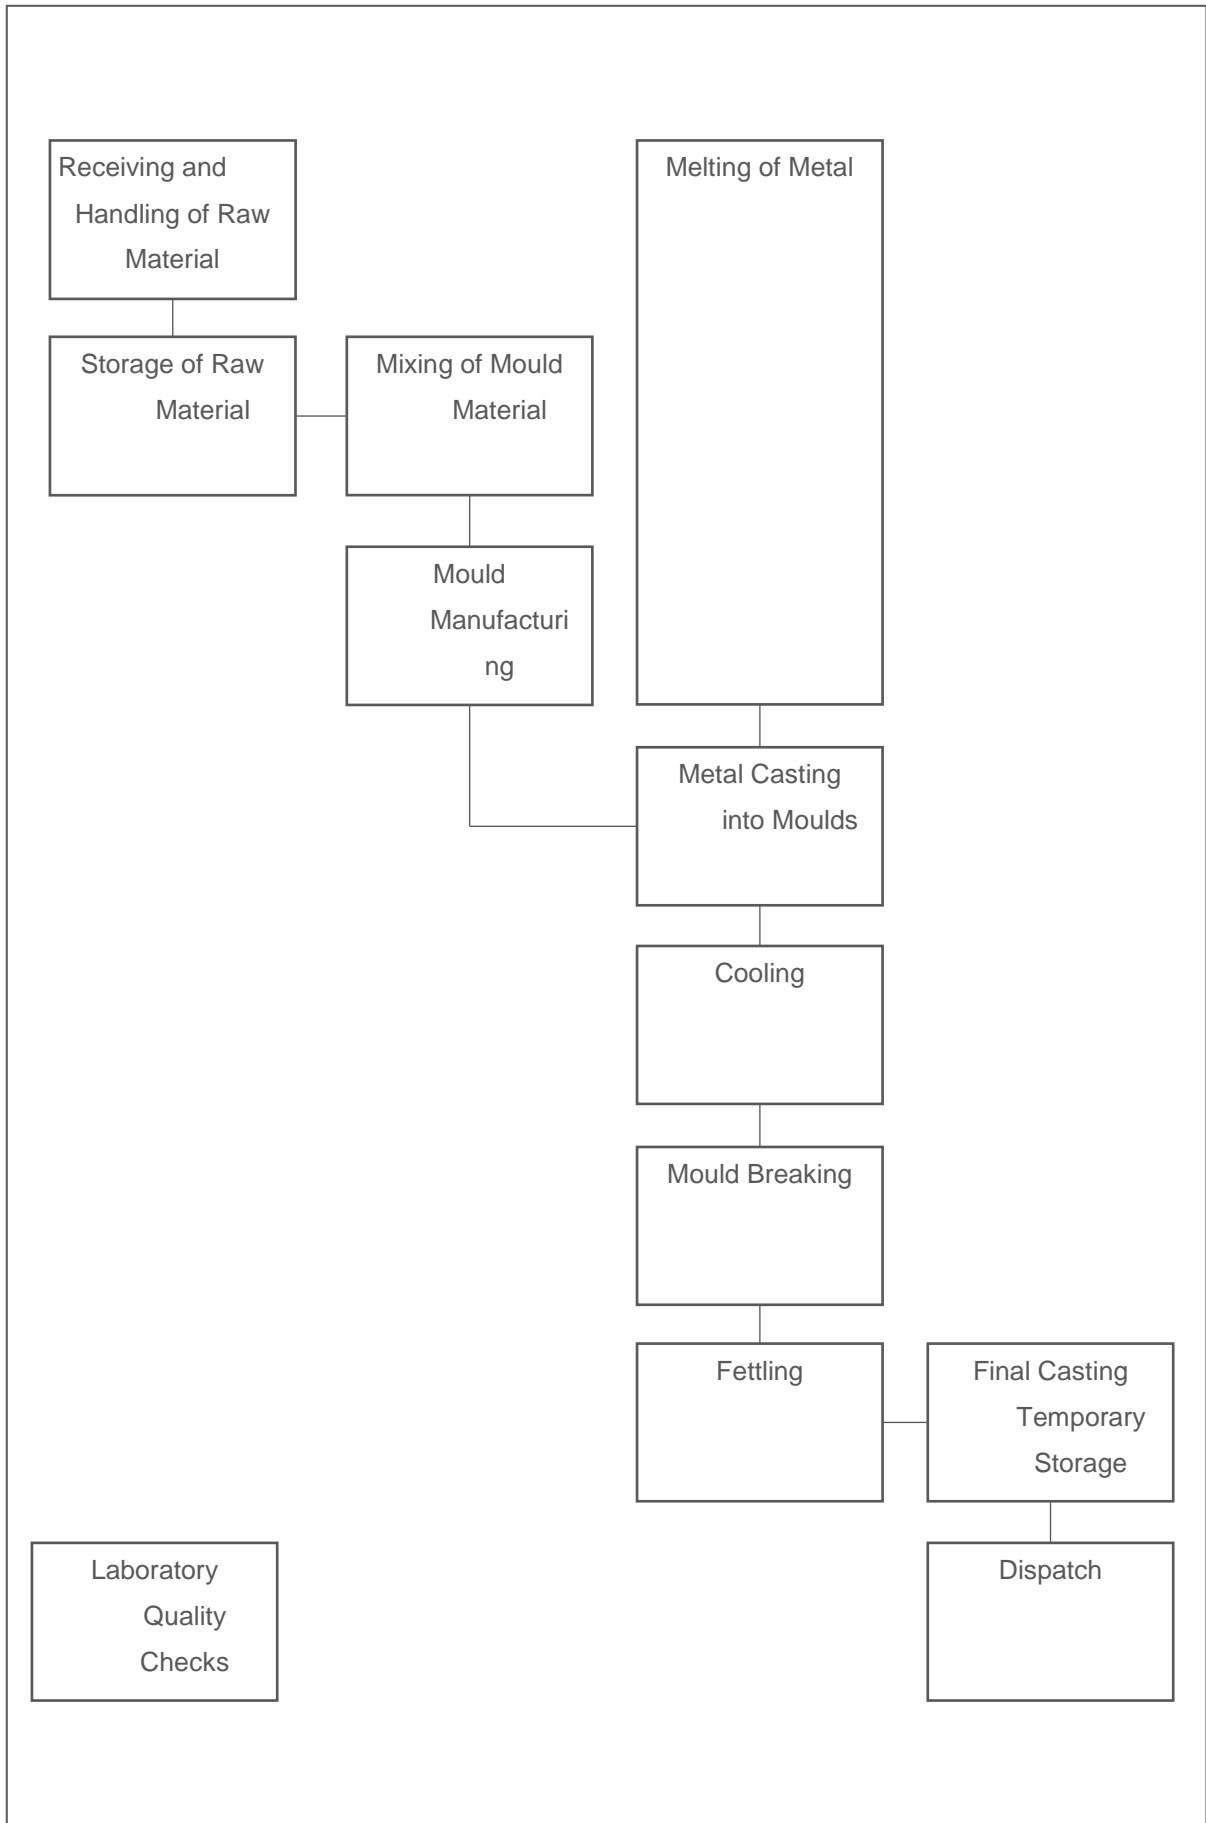 Receiving and
Handling of Raw
Material
Melting of Metal
Storage of Raw
Material
Mixing of Mould
Material
Mould
Manufacturi
ng
Metal Casting
into Moulds
Cooling
Mould Breaking
Fettling
Final Casting
Temporary
Storage
Laboratory
Quality
Checks
Dispatch